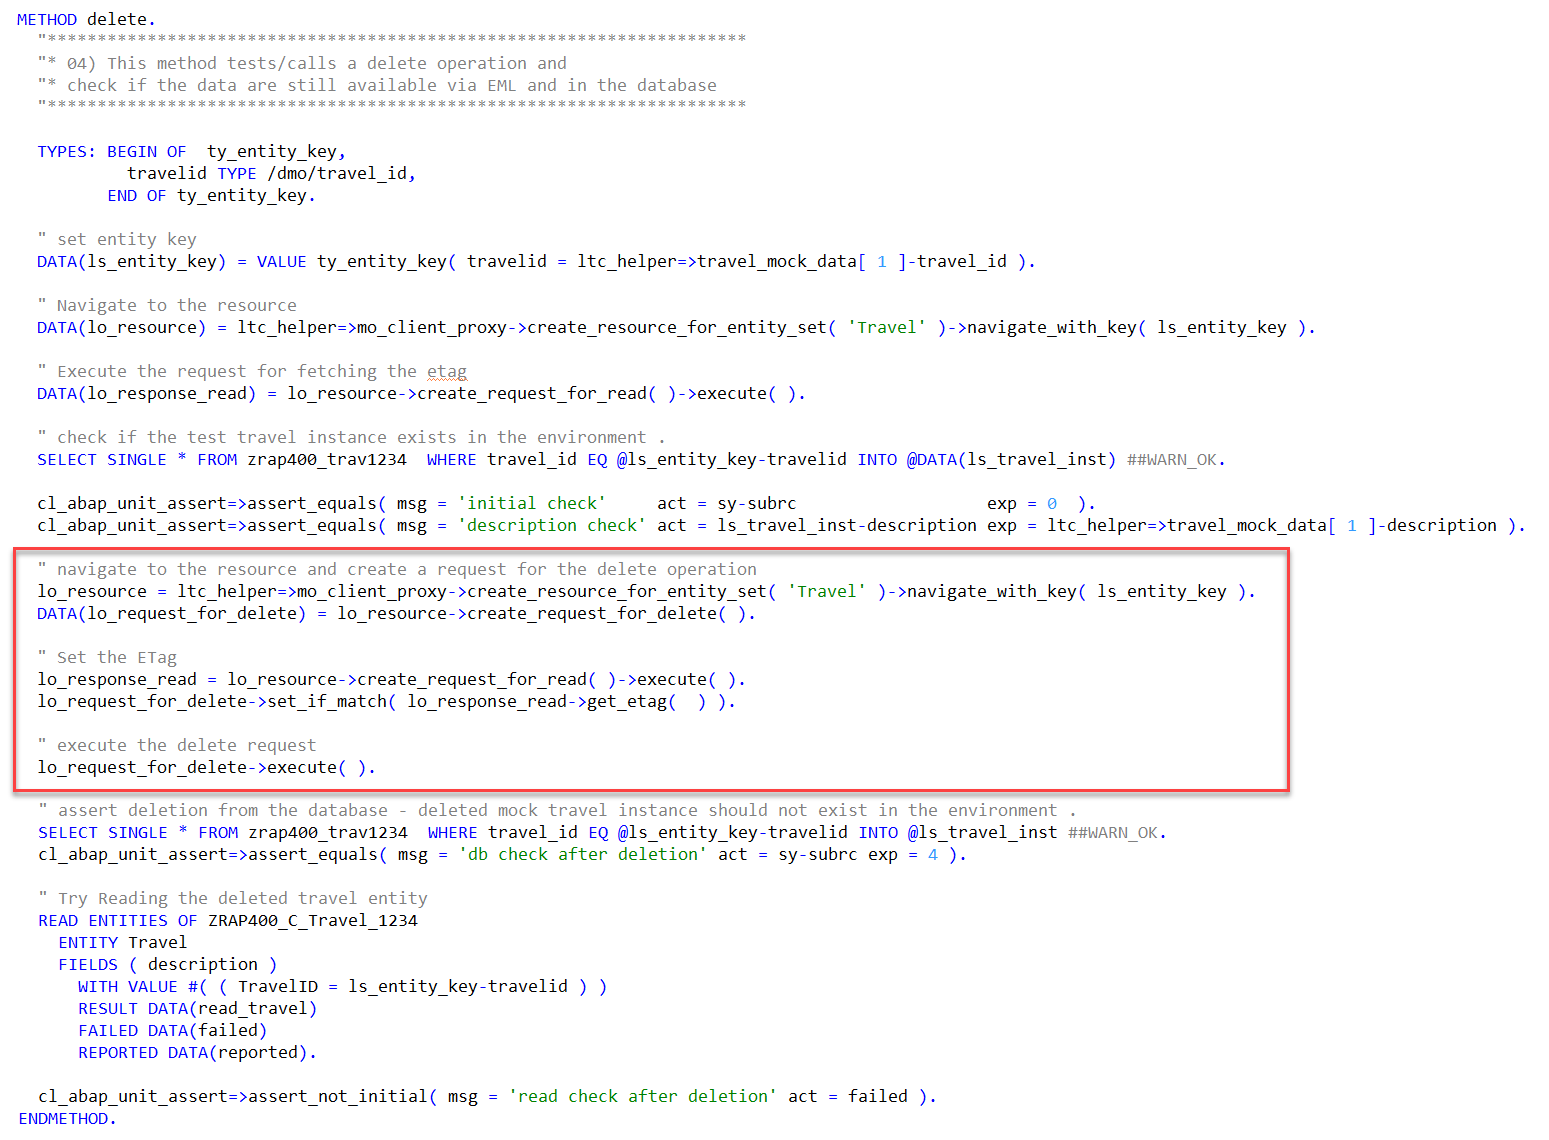 METHOD delete.
"**********************************************************************
"* 04) This method tests/calls a delete operation and
"* check if the data are still available via EML and in the database
"**********************************************************************
TYPES: BEGIN OF  ty_entity_key,
travelid TYPE /dmo/travel_id,
END OF ty_entity_key.
" set entity key
DATA(ls_entity_key) = VALUE ty_entity_key( travelid = ltc_helper=>travel_mock_data[ 1 ]-travel_id ).
" Navigate to the resource
DATA(lo_resource) = ltc_helper=>mo_client_proxy->create_resource_for_entity_set( 'Travel' )->navigate_with_key( ls_entity_key ).
" Execute the request for fetching the etag
DATA(lo_response_read) = lo_resource->create_request_for_read( )->execute( ).
" check if the test travel instance exists in the environment .
SELECT SINGLE * FROM zrap400_trav1234  WHERE travel_id EQ @ls_entity_key-travelid INTO @DATA(ls_travel_inst) ##WARN_OK.
cl_abap_unit_assert=>assert_equals( msg = 'initial check'     act = sy-subrc                   exp = 0  ).
cl_abap_unit_assert=>assert_equals( msg = 'description check' act = ls_travel_inst-description exp = ltc_helper=>travel_mock_data[ 1 ]-description ).
" navigate to the resource and create a request for the delete operation
lo_resource = ltc_helper=>mo_client_proxy->create_resource_for_entity_set( 'Travel' )->navigate_with_key( ls_entity_key ).
DATA(lo_request_for_delete) = lo_resource->create_request_for_delete( ).
" Set the ETag
lo_response_read = lo_resource->create_request_for_read( )->execute( ).
lo_request_for_delete->set_if_match( lo_response_read->get_etag(  ) ).
" execute the delete request
lo_request_for_delete->execute( ).
" assert deletion from the database - deleted mock travel instance should not exist in the environment .
SELECT SINGLE * FROM zrap400_trav1234  WHERE travel_id EQ @ls_entity_key-travelid INTO @ls_travel_inst ##WARN_OK.
cl_abap_unit_assert=>assert_equals( msg = 'db check after deletion' act = sy-subrc exp = 4 ).
" Try Reading the deleted travel entity
READ ENTITIES OF ZRAP400_C_Travel_1234
ENTITY Travel
FIELDS ( description )
WITH VALUE #( ( TravelID = ls_entity_key-travelid ) )
RESULT DATA(read_travel)
FAILED DATA(failed)
REPORTED DATA(reported).
cl_abap_unit_assert=>assert_not_initial( msg = 'read check after deletion' act = failed ).
ENDMETHOD.